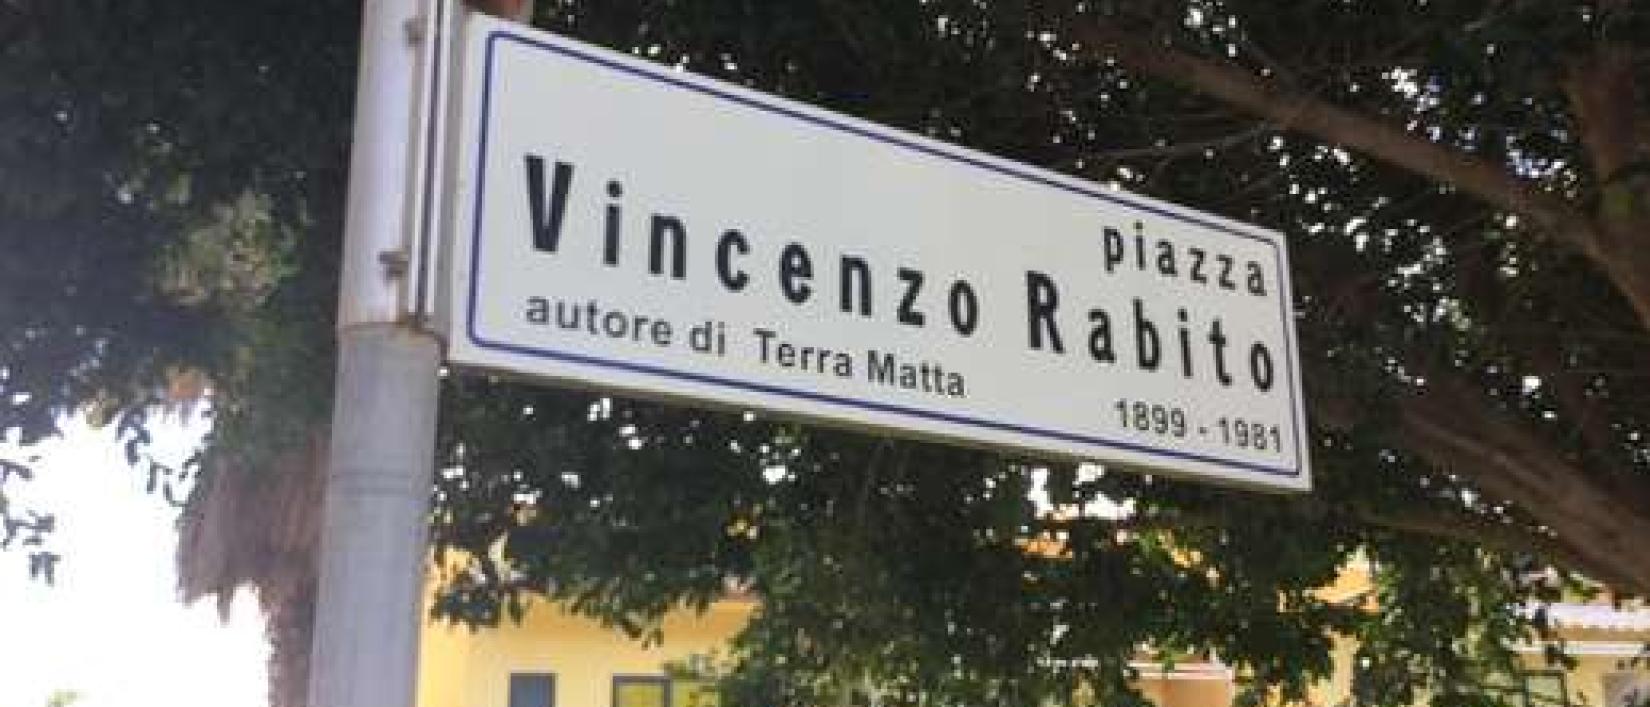 piazza
Vincenzo Rabito
autore di Terra Matta
1899 - 1981